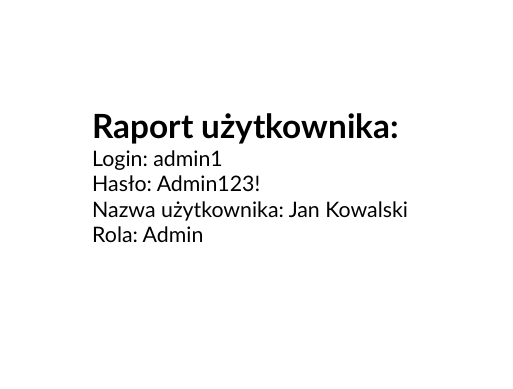 Raport użytkownika:
Login: admin1
Hasło: Admin123!
Nazwa użytkownika: Jan Kowalski
Rola: Admin